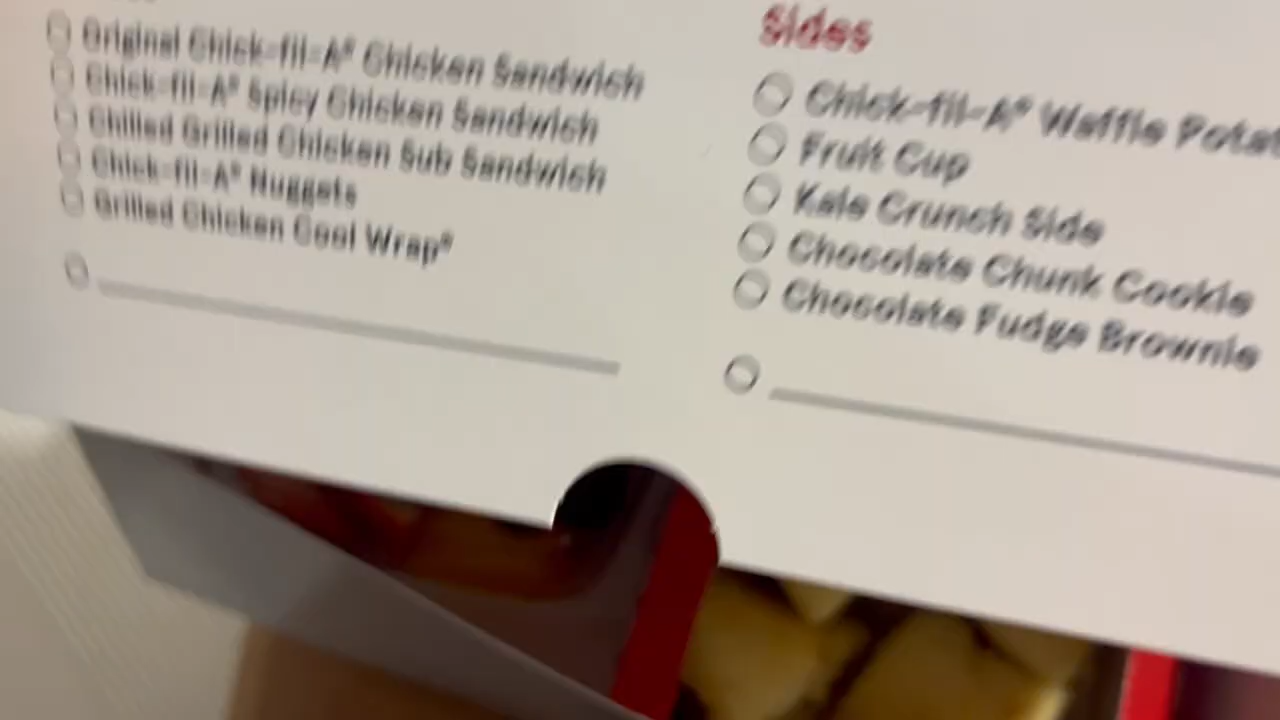 Original Chick-fil-A® Chicken Sandwich
Chick-fil-A® Spicy Chicken Sandwich
Chilled Grilled Chicken Sub Sandwich
Chick-fil-A® Nuggets
Grilled Chicken Cool Wrap®
Sides
Chick-fil-A® Waffle Potat
Fruit Cup
Kale Crunch Side
Chocolate Chunk Cookie
Chocolate Fudge Brownie